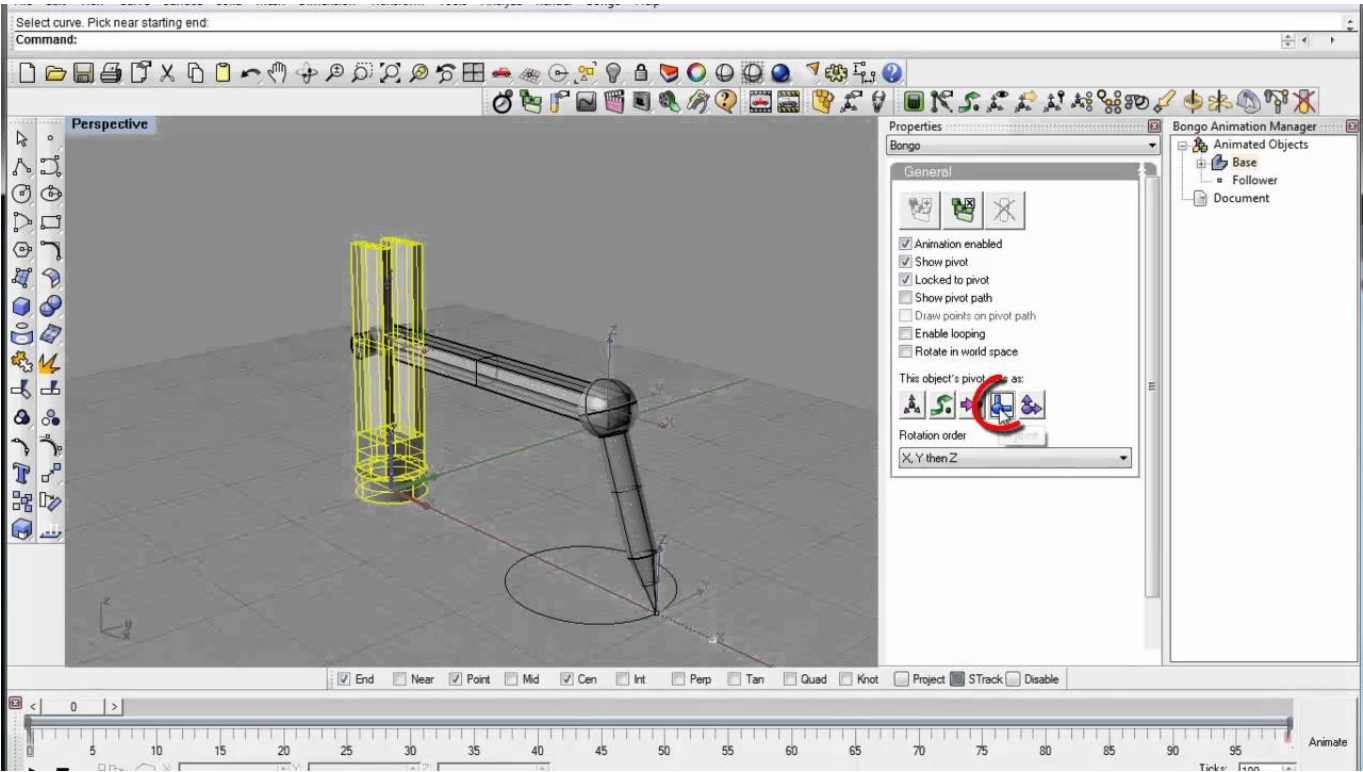 Select curve. Pick near starting end:
Command:
Perspective
Properties
Bongo
General
Animation enabled
Show pivot
Locked to pivot
Show pivot path
Draw points on pivot path
Enable looping
Rotate in world space
This object's pivot as:
Rotation order
X, Y then Z
Bongo Animation Manager
Animated Objects
Base
Follower
Document
Z
Z
Y
X
z
End Near Point Mid Cen Int Perp Tan Quad Knot Project STrack Disable
< 0 >
0 5 10 15 20 25 30 35 40 45 50 55 60 65 70 75 80 85 90 95
Animate
X: Y: Z:
Ticks: 100